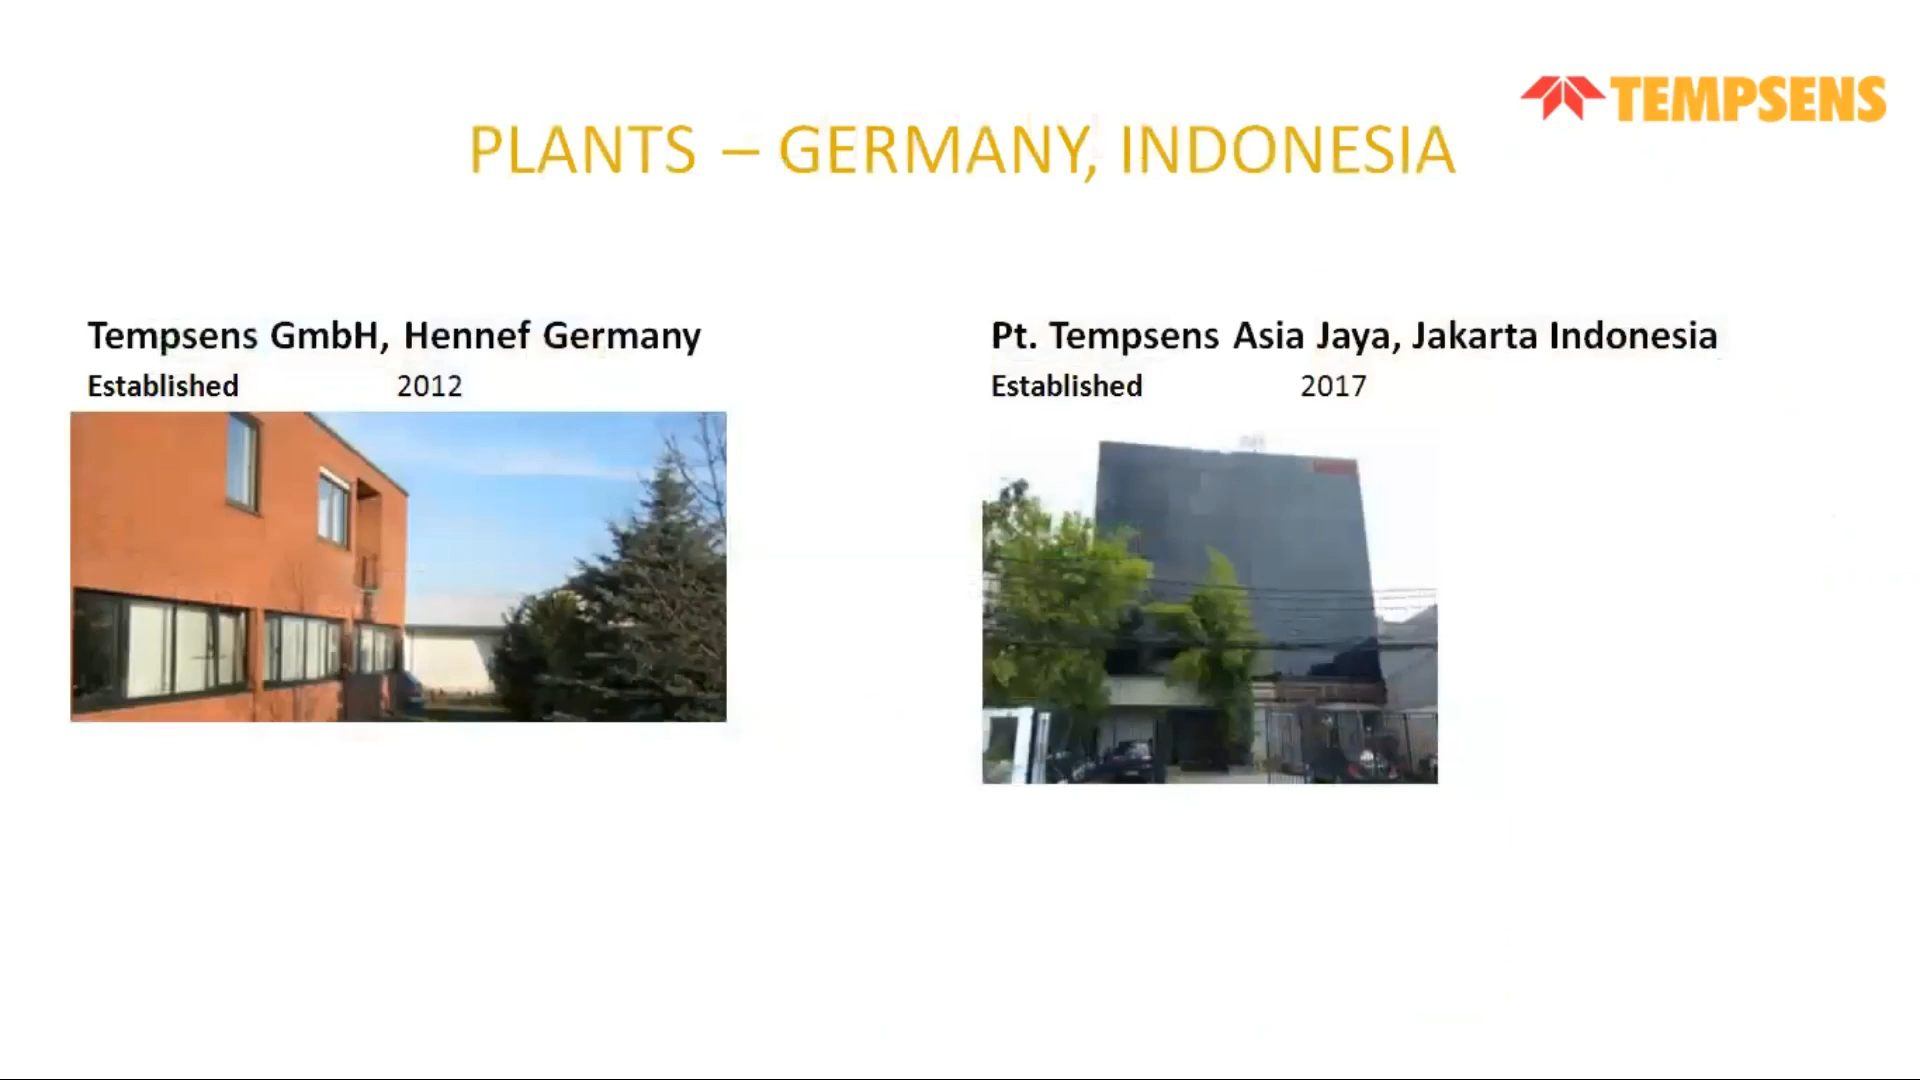 TEMPSENS
PLANTS – GERMANY, INDONESIA
Tempsens GmbH, Hennef Germany
Established 2012
Pt. Tempsens Asia Jaya, Jakarta Indonesia
Established 2017